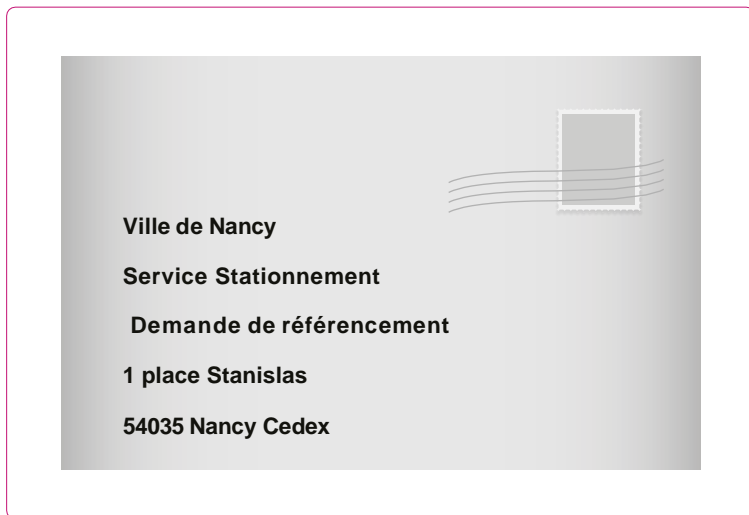 Ville de Nancy
Service Stationnement
Demande de référencement
1 place Stanislas
54035 Nancy Cedex